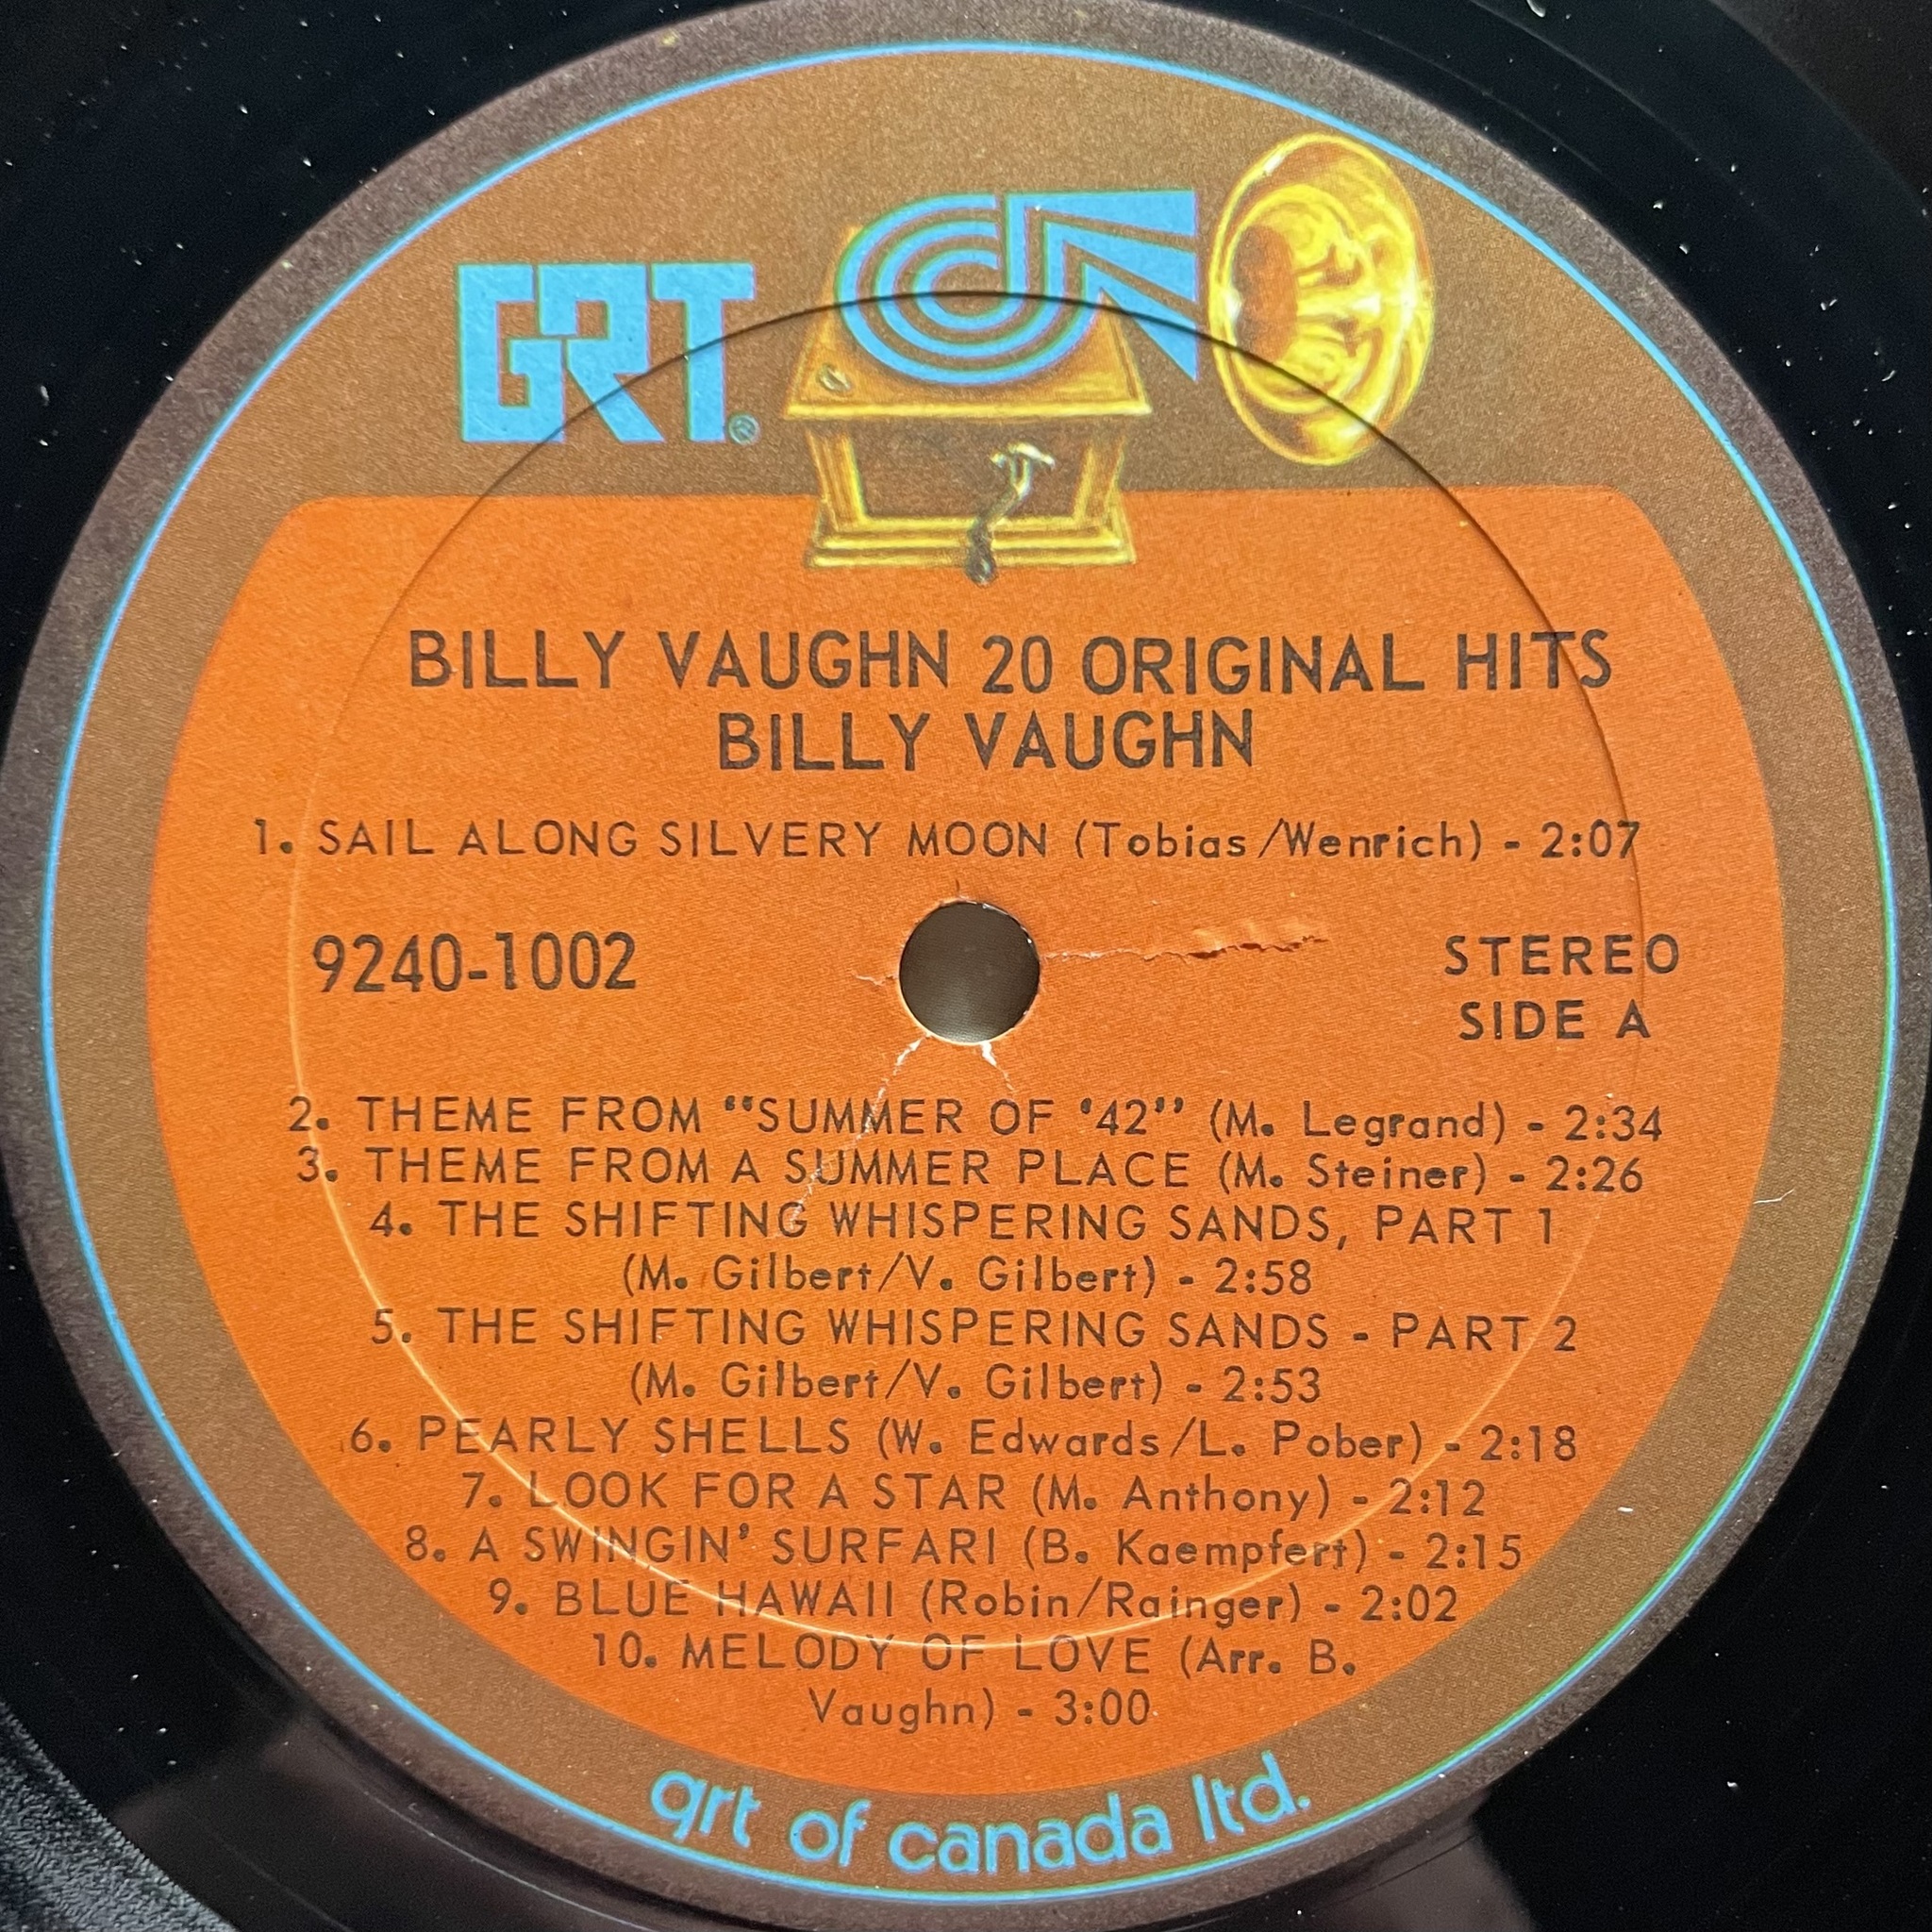 GRT®
BILLY VAUGHN 20 ORIGINAL HITS
BILLY VAUGHN
1. SAIL ALONG SILVERY MOON (Tobias/Wenrich) - 2:07
9240-1002
STEREO
SIDE A
2. THEME FROM "SUMMER OF '42" (M. Legrand) - 2:34
3. THEME FROM A SUMMER PLACE (M. Steiner) - 2:26
4. THE SHIFTING WHISPERING SANDS, PART 1
(M. Gilbert/V. Gilbert) - 2:58
5. THE SHIFTING WHISPERING SANDS - PART 2
(M. Gilbert/V. Gilbert) - 2:53
6. PEARLY SHELLS (W. Edwards/L. Pober) - 2:18
7. LOOK FOR A STAR (M. Anthony) - 2:12
8. A SWINGIN' SURFARI (B. Kaempfert) - 2:15
9. BLUE HAWAII (Robin/Rainger) - 2:02
10. MELODY OF LOVE (Arr. B.
Vaughn) - 3:00
grt of canada ltd.